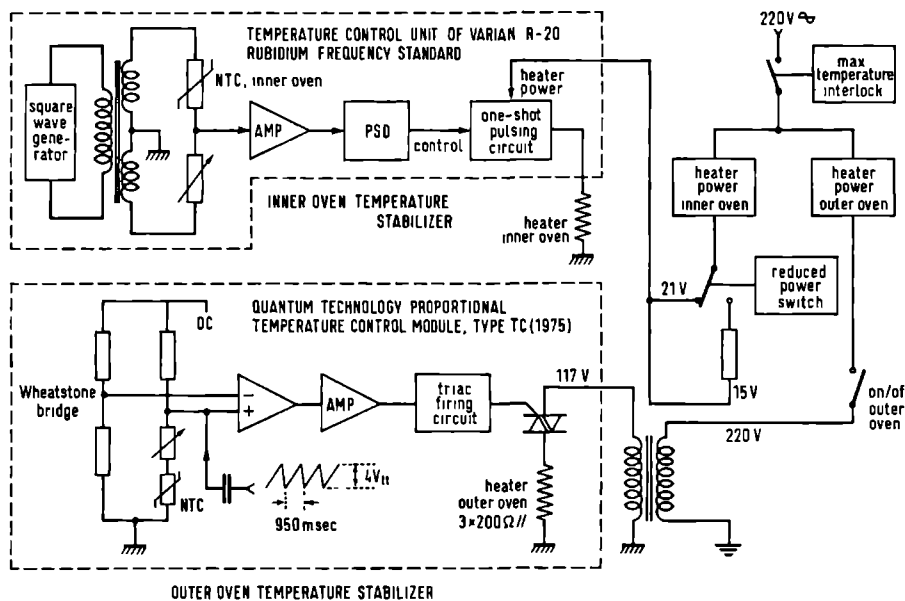 TEMPERATURE CONTROL UNIT OF VARIAN R-20
RUBIDIUM FREQUENCY STANDARD
NTC, inner oven
heater
power
square
wave
gene-
rator
AMP
PSD
control
one-shot
pulsing
circuit
INNER OVEN TEMPERATURE
STABILIZER
heater
inner oven
220V
max
temperature
interlock
heater
power
inner oven
heater
power
outer oven
21 V
reduced
power
switch
15V
on/of
outer
oven
220 V
QUANTUM TECHNOLOGY PROPORTIONAL
TEMPERATURE CONTROL MODULE, TYPE TC(1975)
DC
Wheatstone
bridge
-
+
AMP
triac
firing
circuit
117 V
NTC
4Vtt
950 msec
heater
outer oven
3×200Ω//
OUTER OVEN TEMPERATURE STABILIZER